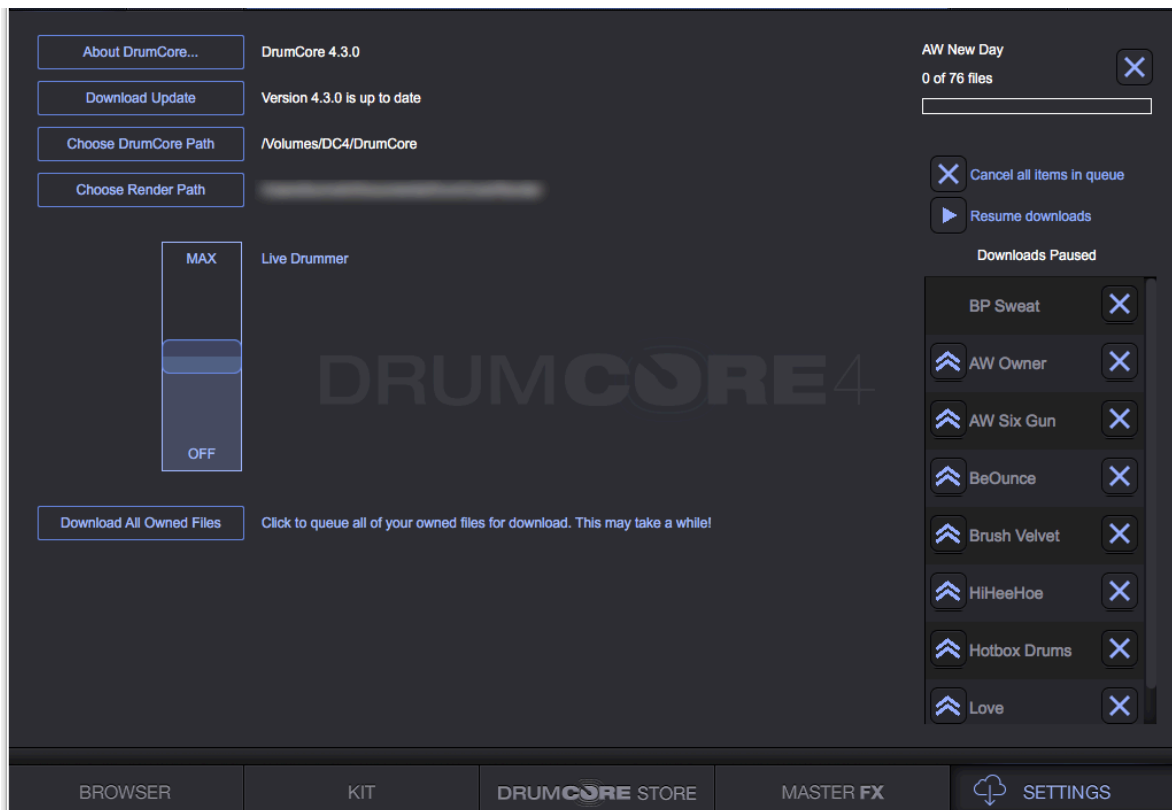 About DrumCore...
DrumCore 4.3.0
Download Update
Version 4.3.0 is up to date
Choose DrumCore Path
/Volumes/DC4/DrumCore
Choose Render Path
MAX
Live Drummer
OFF
DRUMCORE4
Download All Owned Files
Click to queue all of your owned files for download. This may take a while!
AW New Day
0 of 76 files
Cancel all items in queue
Resume downloads
Downloads Paused
BP Sweat
AW Owner
AW Six Gun
BeOunce
Brush Velvet
HiHeeHoe
Hotbox Drums
Love
BROWSER
KIT
DRUMCORE STORE
MASTER FX
SETTINGS